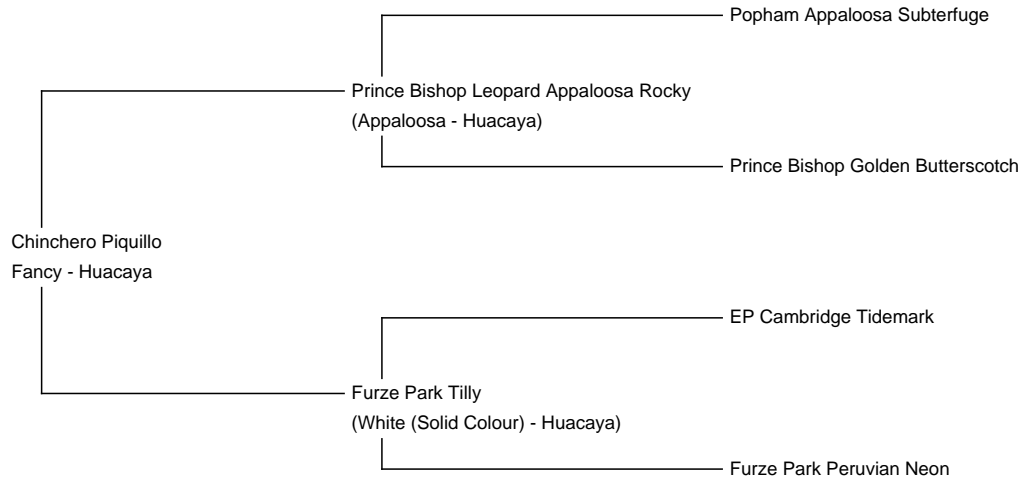 Popham Appaloosa Subterfuge
Prince Bishop Leopard Appaloosa Rocky
(Appaloosa - Huacaya)
Prince Bishop Golden Butterscotch
Chinchero Piquillo
Fancy - Huacaya
EP Cambridge Tidemark
Furze Park Tilly
(White (Solid Colour) - Huacaya)
Furze Park Peruvian Neon